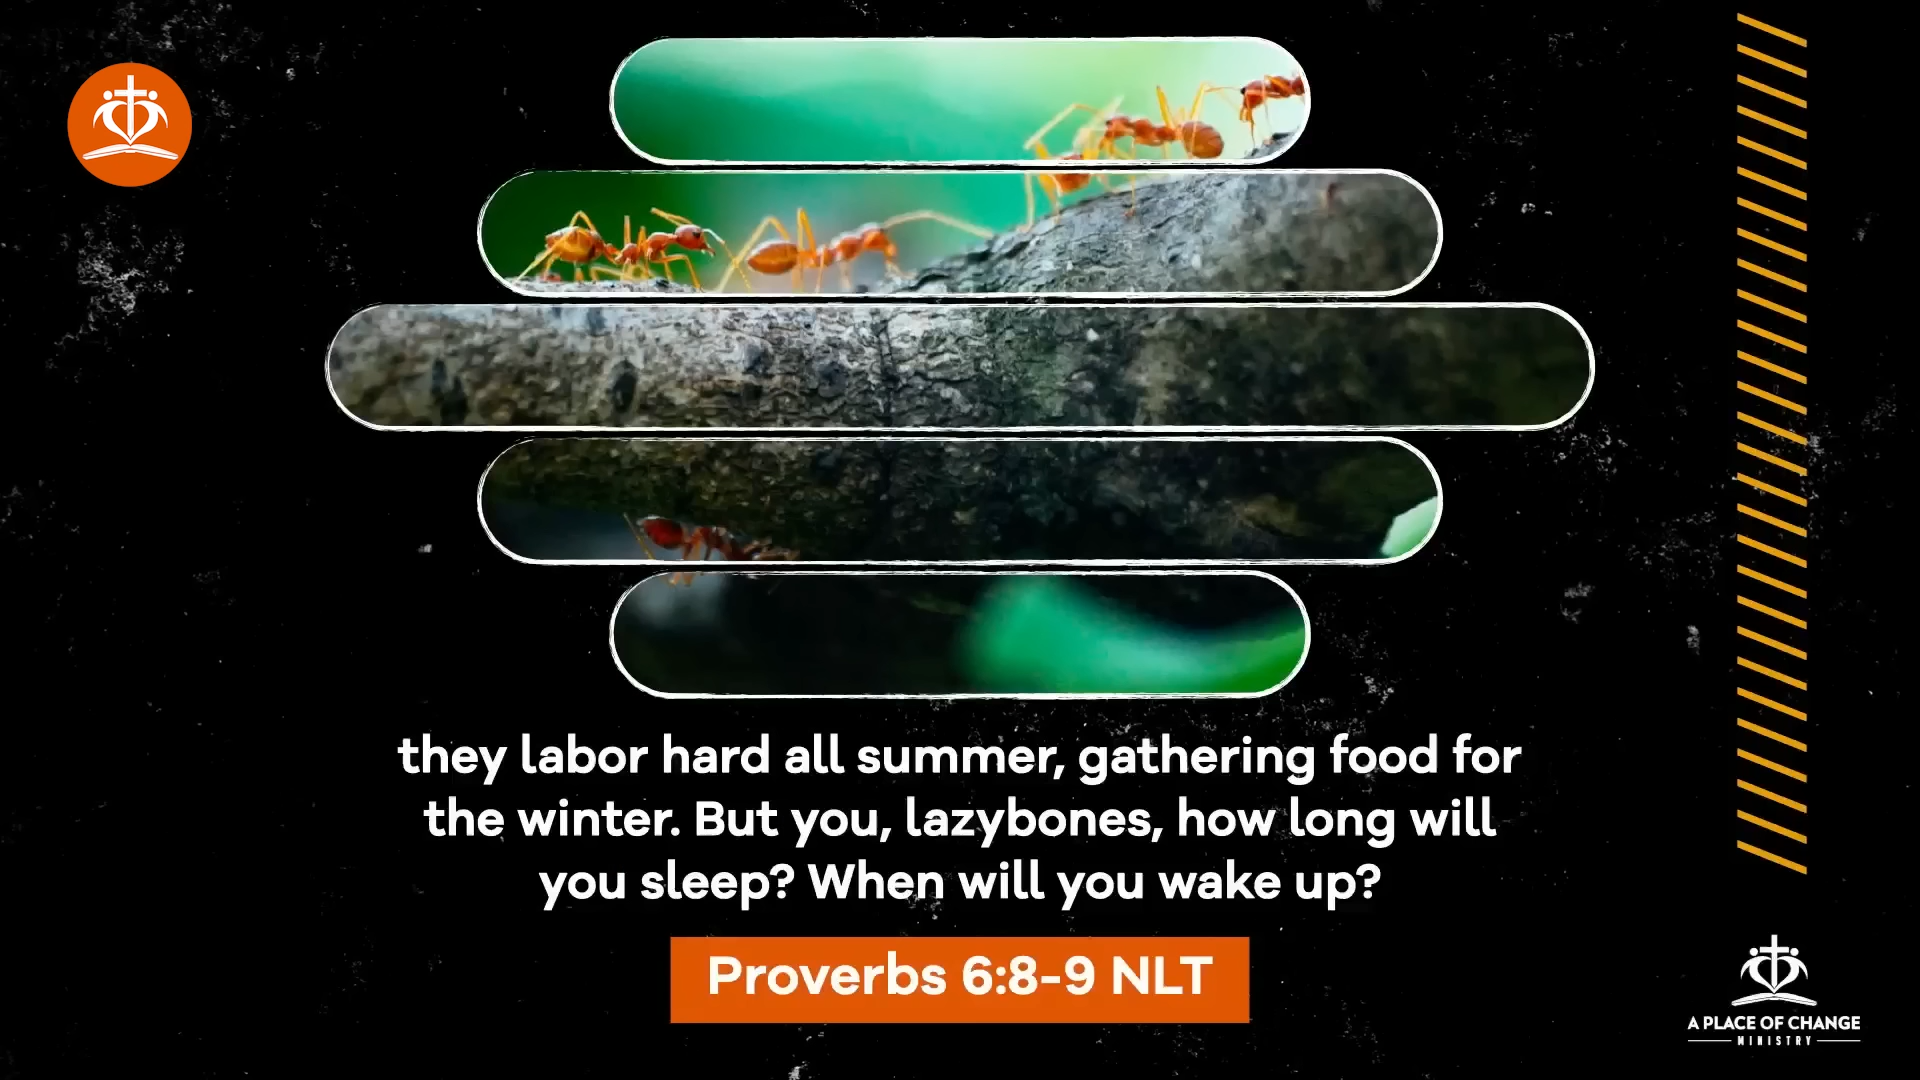 they labor hard all summer, gathering food for
the winter. But you, lazybones, how long will
you sleep? When will you wake up?
Proverbs 6:8-9 NLT
A PLACE OF CHANGE
MINISTRY